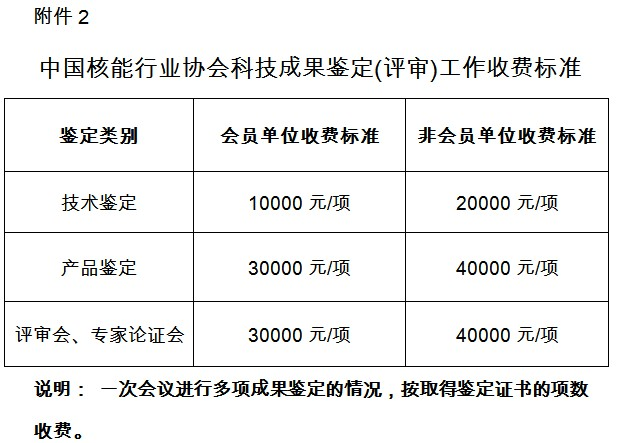 附件 2
中国核能行业协会科技成果鉴定(评审)工作收费标准
鉴定类别 会员单位收费标准 非会员单位收费标准
技术鉴定 10000 元/项 20000 元/项
产品鉴定 30000 元/项 40000 元/项
评审会、专家论证会 30000 元/项 40000 元/项
说明： 一次会议进行多项成果鉴定的情况，按取得鉴定证书的项数
收费。